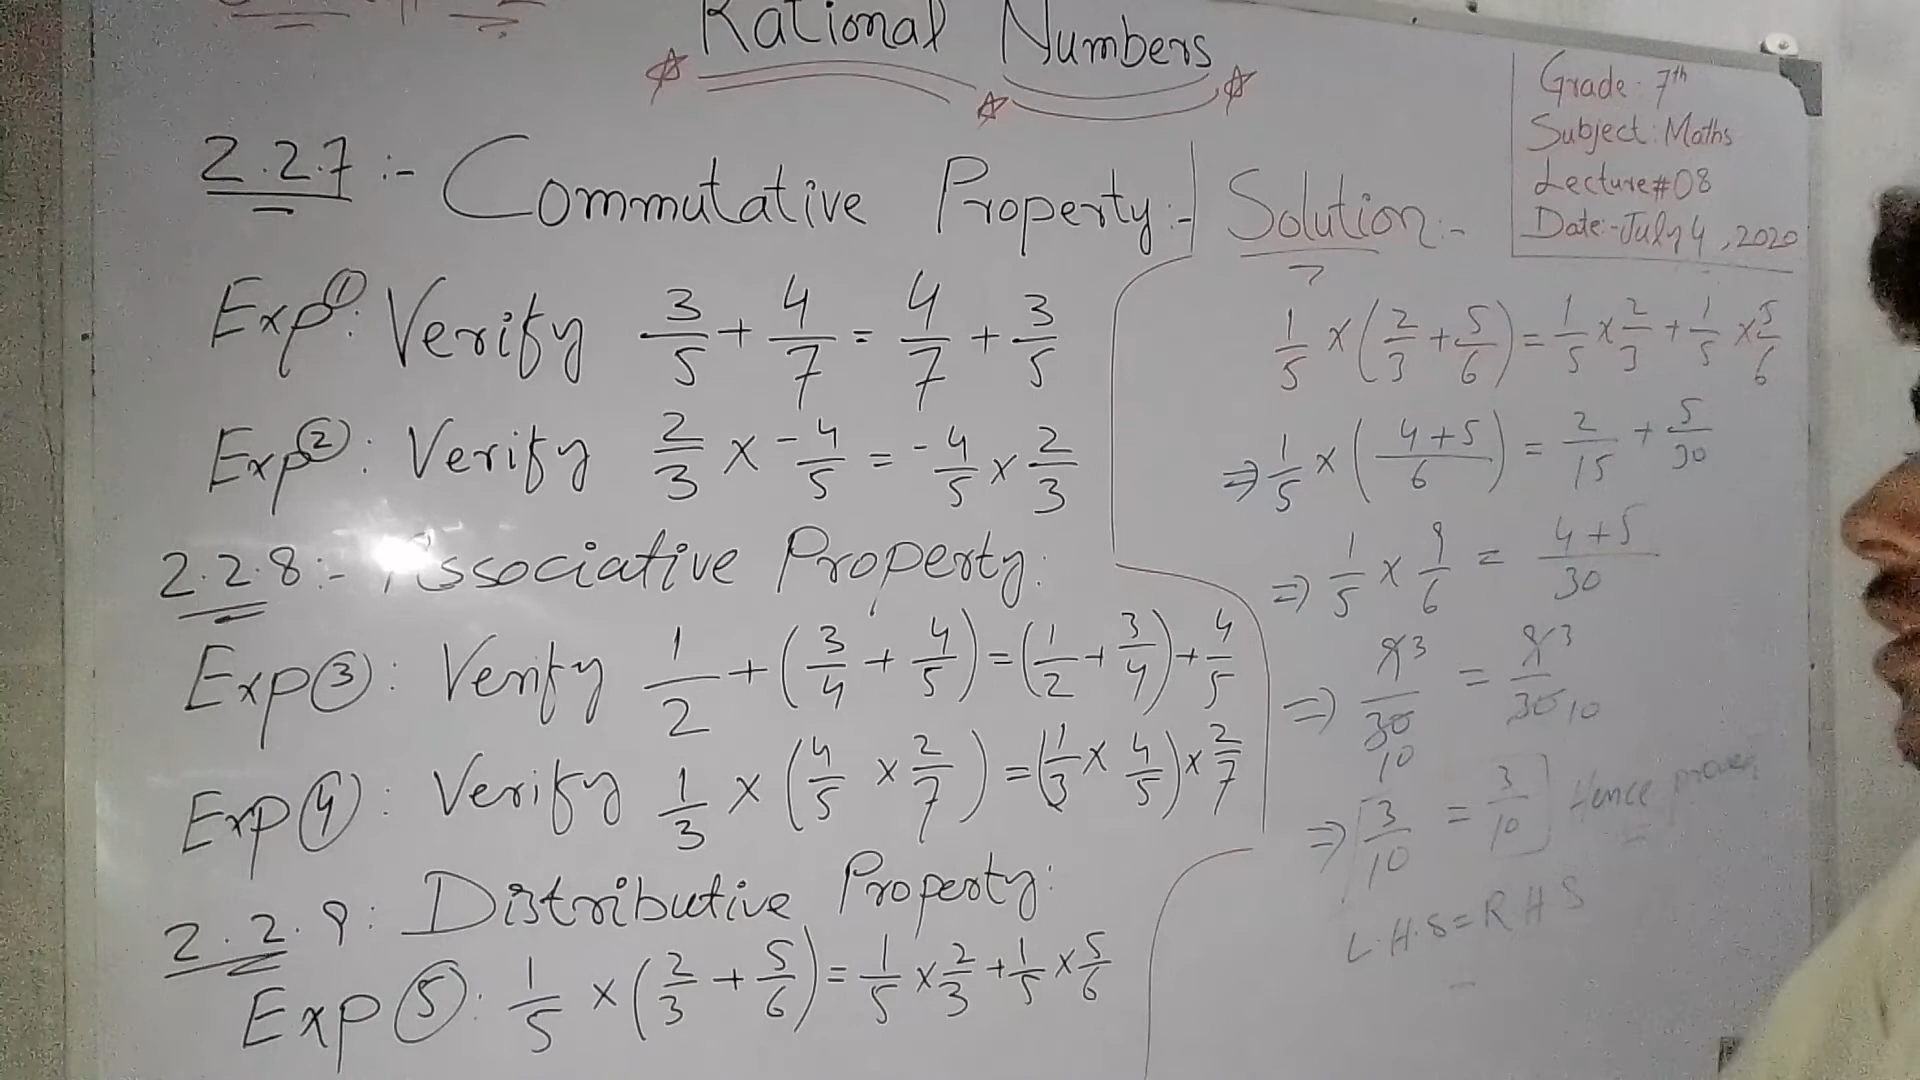 Rational Numbers
Grade: 7th
Subject: Maths
Lecture#08
Date:-July 4, 2020
2.2.7:- Commutative Property:-
Exp①: Verify 3/5 + 4/7 = 4/7 + 3/5
Exp②: Verify 2/3 × -4/5 = -4/5 × 2/3
2.2.8:- Associative Property:
Exp③: Verify 1/2 + (3/4 + 4/5) = (1/2 + 3/4) + 4/5
Exp④: Verify 1/3 × (4/5 × 2/7) = (1/3 × 4/5) × 2/7
2.2.9: Distributive Property:
Exp⑤: 1/5 × (2/3 + 5/6) = 1/5 × 2/3 + 1/5 × 5/6
Solution:-
1/5 × (2/3 + 5/6) = 1/5 × 2/3 + 1/5 × 5/6
⇒ 1/5 × (4+5/6) = 2/15 + 5/30
⇒ 1/5 × 9/6 = 4+5/30
⇒ 9 3/30 10 = 9 3/30 10
⇒ [3/10 = 3/10] Hence
L.H.S = R H S